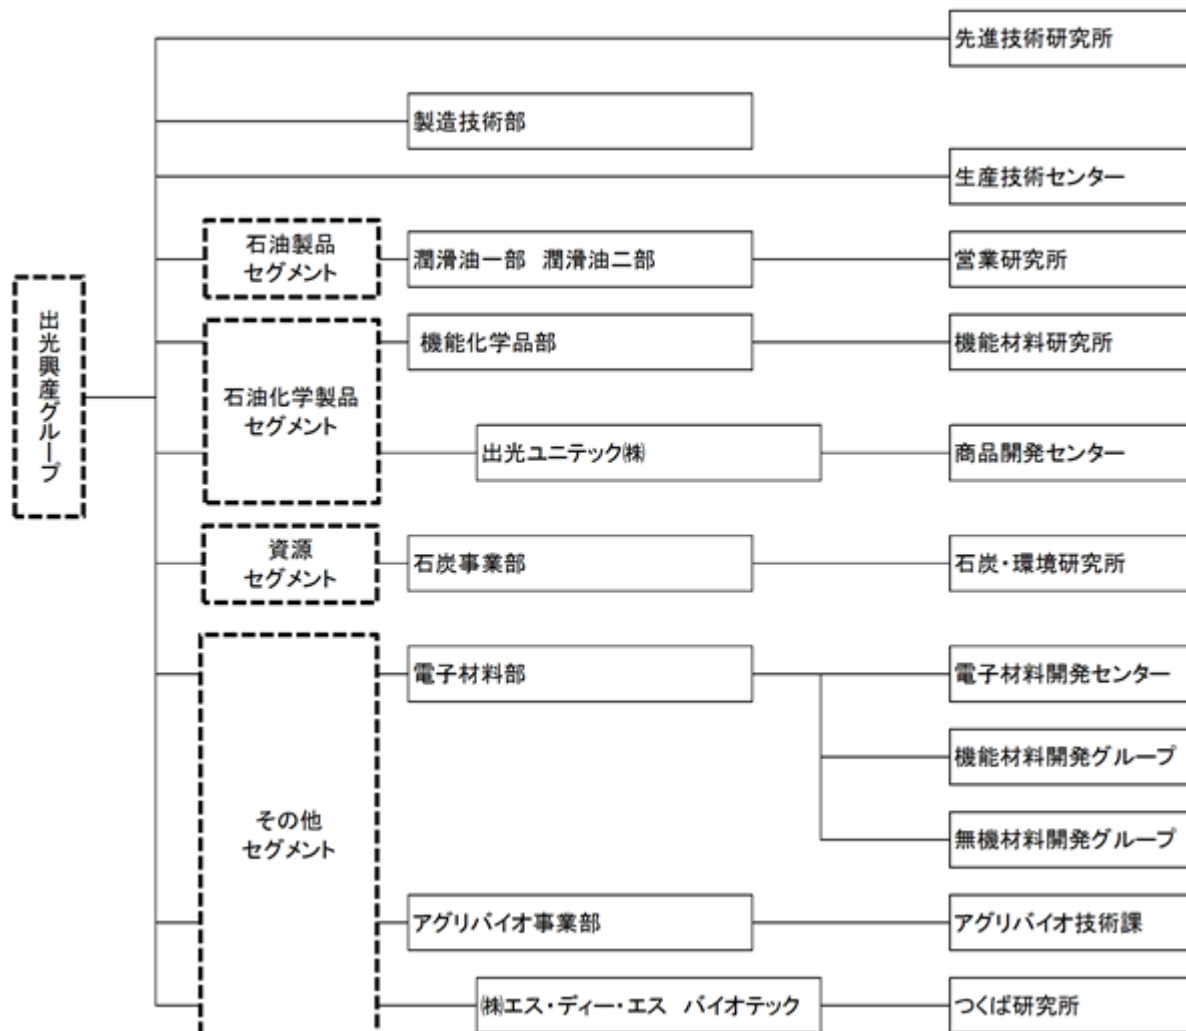 先進技術研究所
製造技術部
生産技術センター
石油製品
セグメント
潤滑油一部　潤滑油二部
営業研究所
出光興産グループ
石油化学製品
セグメント
機能化学品部
機能材料研究所
出光ユニテック㈱
商品開発センター
資源
セグメント
石炭事業部
石炭・環境研究所
その他
セグメント
電子材料部
電子材料開発センター
機能材料開発グループ
無機材料開発グループ
アグリバイオ事業部
アグリバイオ技術課
㈱エス・ディー・エス　バイオテック
つくば研究所